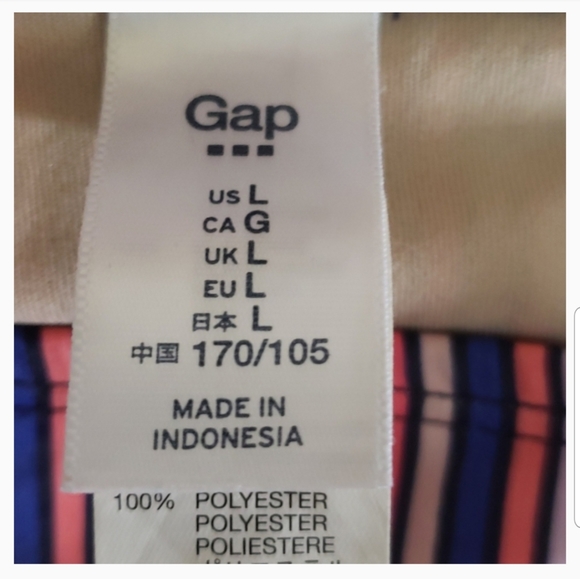 Gap
US L
CA G
UK L
EU L
日本 L
中国 170/105
MADE IN
INDONESIA
100% POLYESTER
POLYESTER
POLIESTERE